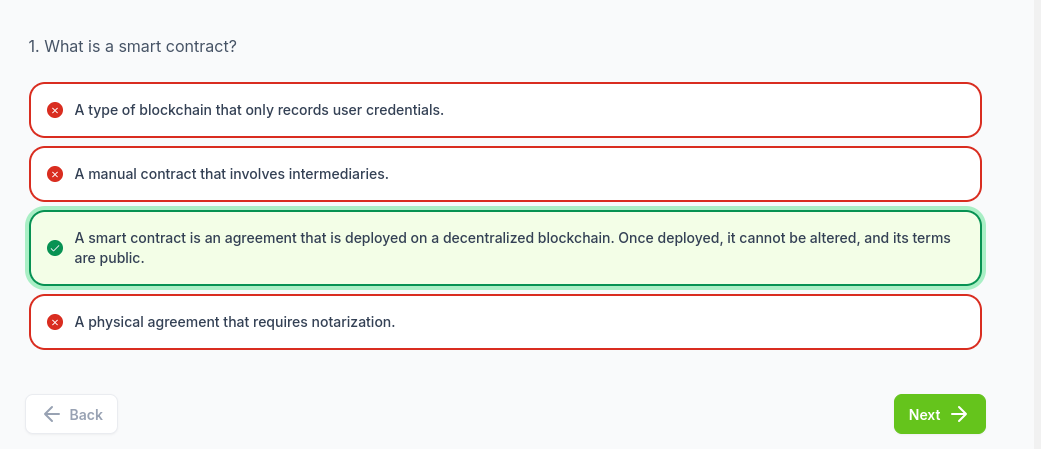 1. What is a smart contract?
A type of blockchain that only records user credentials.
A manual contract that involves intermediaries.
A smart contract is an agreement that is deployed on a decentralized blockchain. Once deployed, it cannot be altered, and its terms
are public.
A physical agreement that requires notarization.
Back
Next